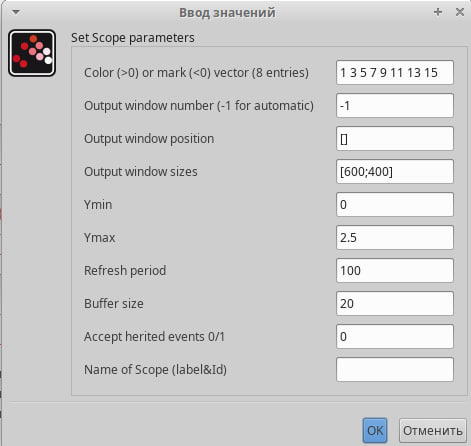 Ввод значений
Set Scope parameters
Color (>0) or mark (<0) vector (8 entries) 1 3 5 7 9 11 13 15
Output window number (-1 for automatic) -1
Output window position []
Output window sizes [600;400]
Ymin 0
Ymax 2.5
Refresh period 100
Buffer size 20
Accept herited events 0/1 0
Name of Scope (label&Id)
OK Отменить